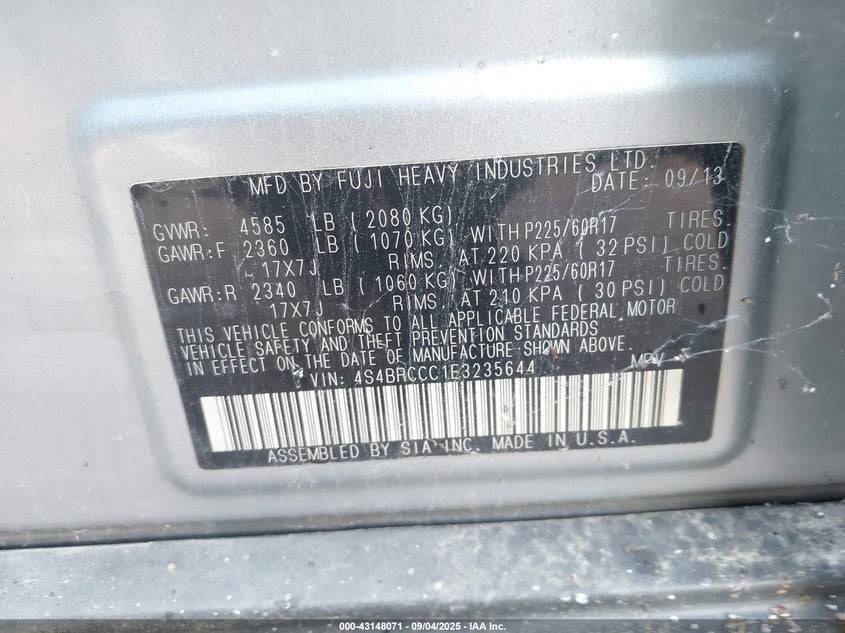 MFD BY FUJI HEAVY INDUSTRIES LTD.
DATE: 09/13
GVWR: 4585 LB ( 2080 KG)
GAWR:F 2360 LB ( 1070 KG) WITH P225/60R17 TIRES
17X7J RIMS AT 220 KPA ( 32 PSI) COLD
GAWR:R 2340 LB ( 1060 KG) WITH P225/60R17 TIRES
17X7J RIMS AT 210 KPA ( 30 PSI) COLD
THIS VEHICLE CONFORMS TO ALL APPLICABLE FEDERAL MOTOR
VEHICLE SAFETY AND THEFT PREVENTION STANDARDS
IN EFFECT ON THE DATE OF MANUFACTURE SHOWN ABOVE.
VIN: 4S4BRCCC1E3235644 MPV
ASSEMBLED BY SIA INC. MADE IN U.S.A.
000-43148071 - 09/04/2025 - IAA Inc.